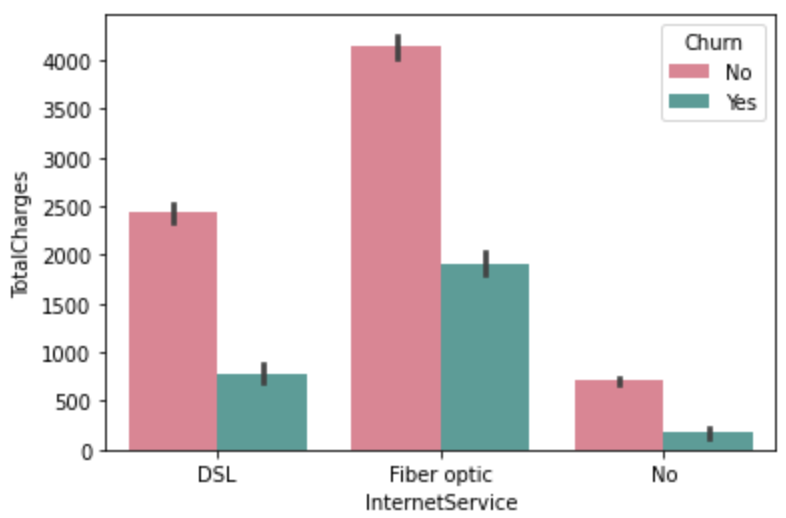 Churn
No
Yes
TotalCharges
4000
3500
3000
2500
2000
1500
1000
500
0
DSL Fiber optic No
InternetService